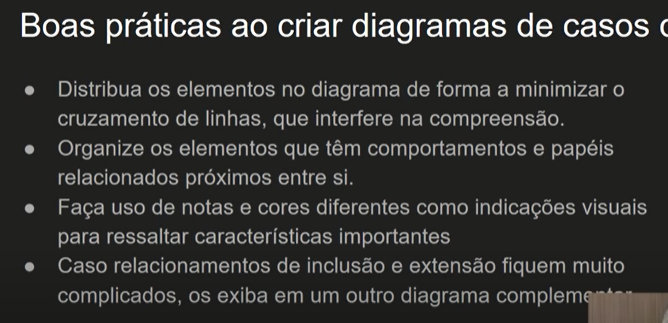 Boas práticas ao criar diagramas de casos
● Distribua os elementos no diagrama de forma a minimizar o
cruzamento de linhas, que interfere na compreensão.
● Organize os elementos que têm comportamentos e papéis
relacionados próximos entre si.
● Faça uso de notas e cores diferentes como indicações visuais
para ressaltar características importantes
● Caso relacionamentos de inclusão e extensão fiquem muito
complicados, os exiba em um outro diagrama complementar